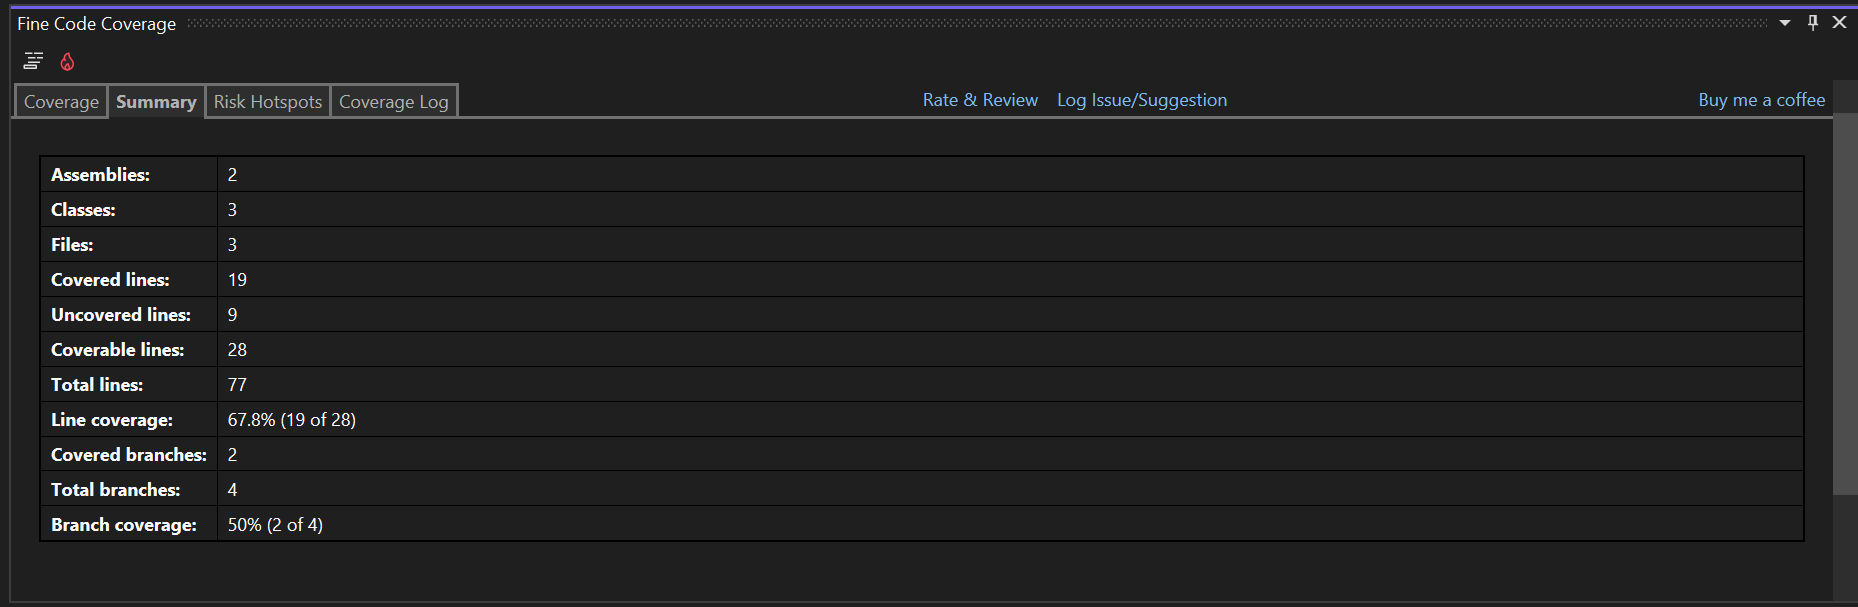 Fine Code Coverage
Coverage Summary Risk Hotspots Coverage Log Rate & Review Log Issue/Suggestion Buy me a coffee
Assemblies: 2
Classes: 3
Files: 3
Covered lines: 19
Uncovered lines: 9
Coverable lines: 28
Total lines: 77
Line coverage: 67.8% (19 of 28)
Covered branches: 2
Total branches: 4
Branch coverage: 50% (2 of 4)